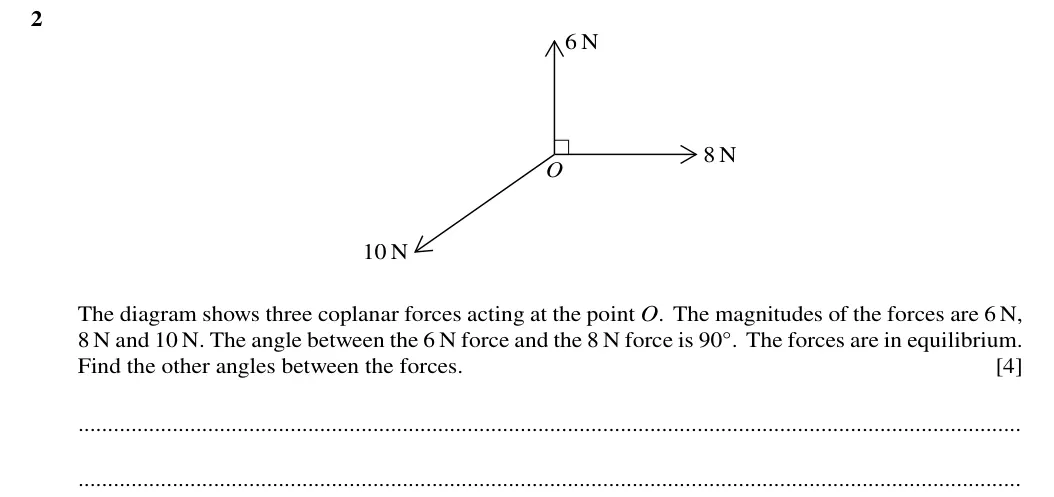 2
6 N
8 N
O
10 N
The diagram shows three coplanar forces acting at the point O. The magnitudes of the forces are 6 N,
8 N and 10 N. The angle between the 6 N force and the 8 N force is 90°. The forces are in equilibrium.
Find the other angles between the forces. [4]